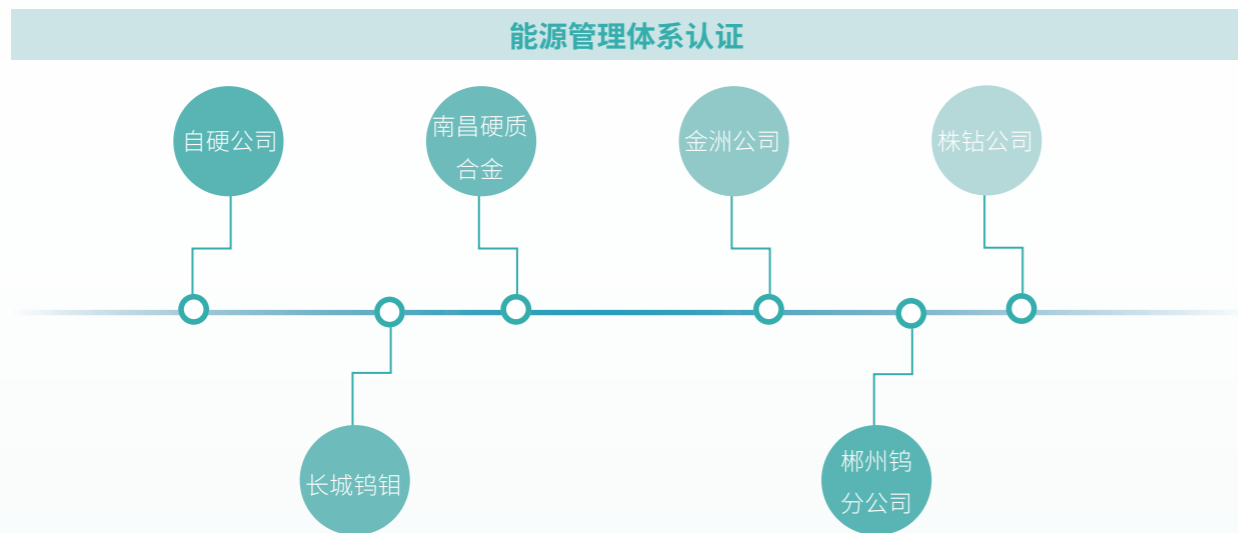 能源管理体系认证
自硬公司
南昌硬质
合金
金洲公司
株钻公司
长城钨钼
郴州钨
分公司